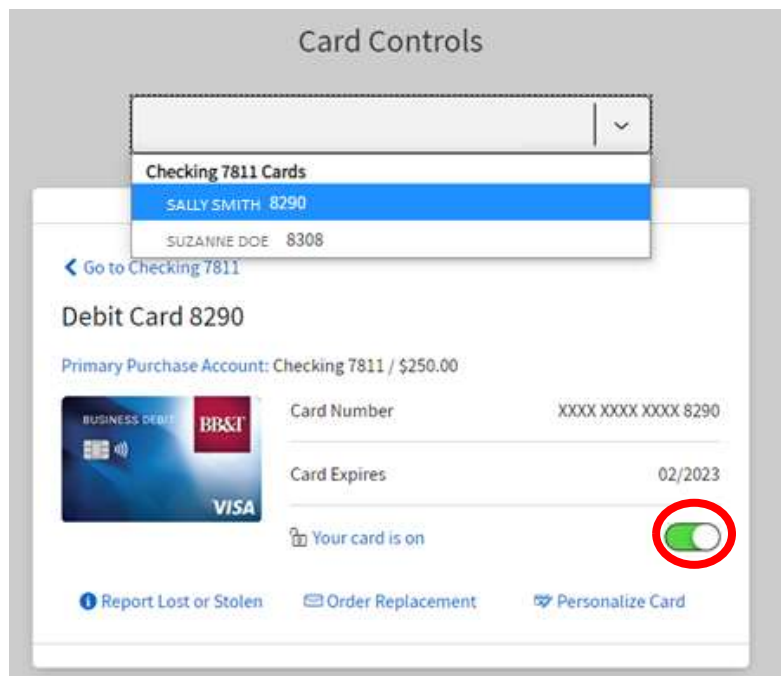 Card Controls
Checking 7811 Cards
SALLY SMITH 8290
SUZANNE DOE 8308
Go to Checking 7811
Debit Card 8290
Primary Purchase Account: Checking 7811 / $250.00
BUSINESS DEBIT
BB&T
VISA
Card Number XXXX XXXX XXXX 8290
Card Expires 02/2023
Your card is on
Report Lost or Stolen Order Replacement Personalize Card